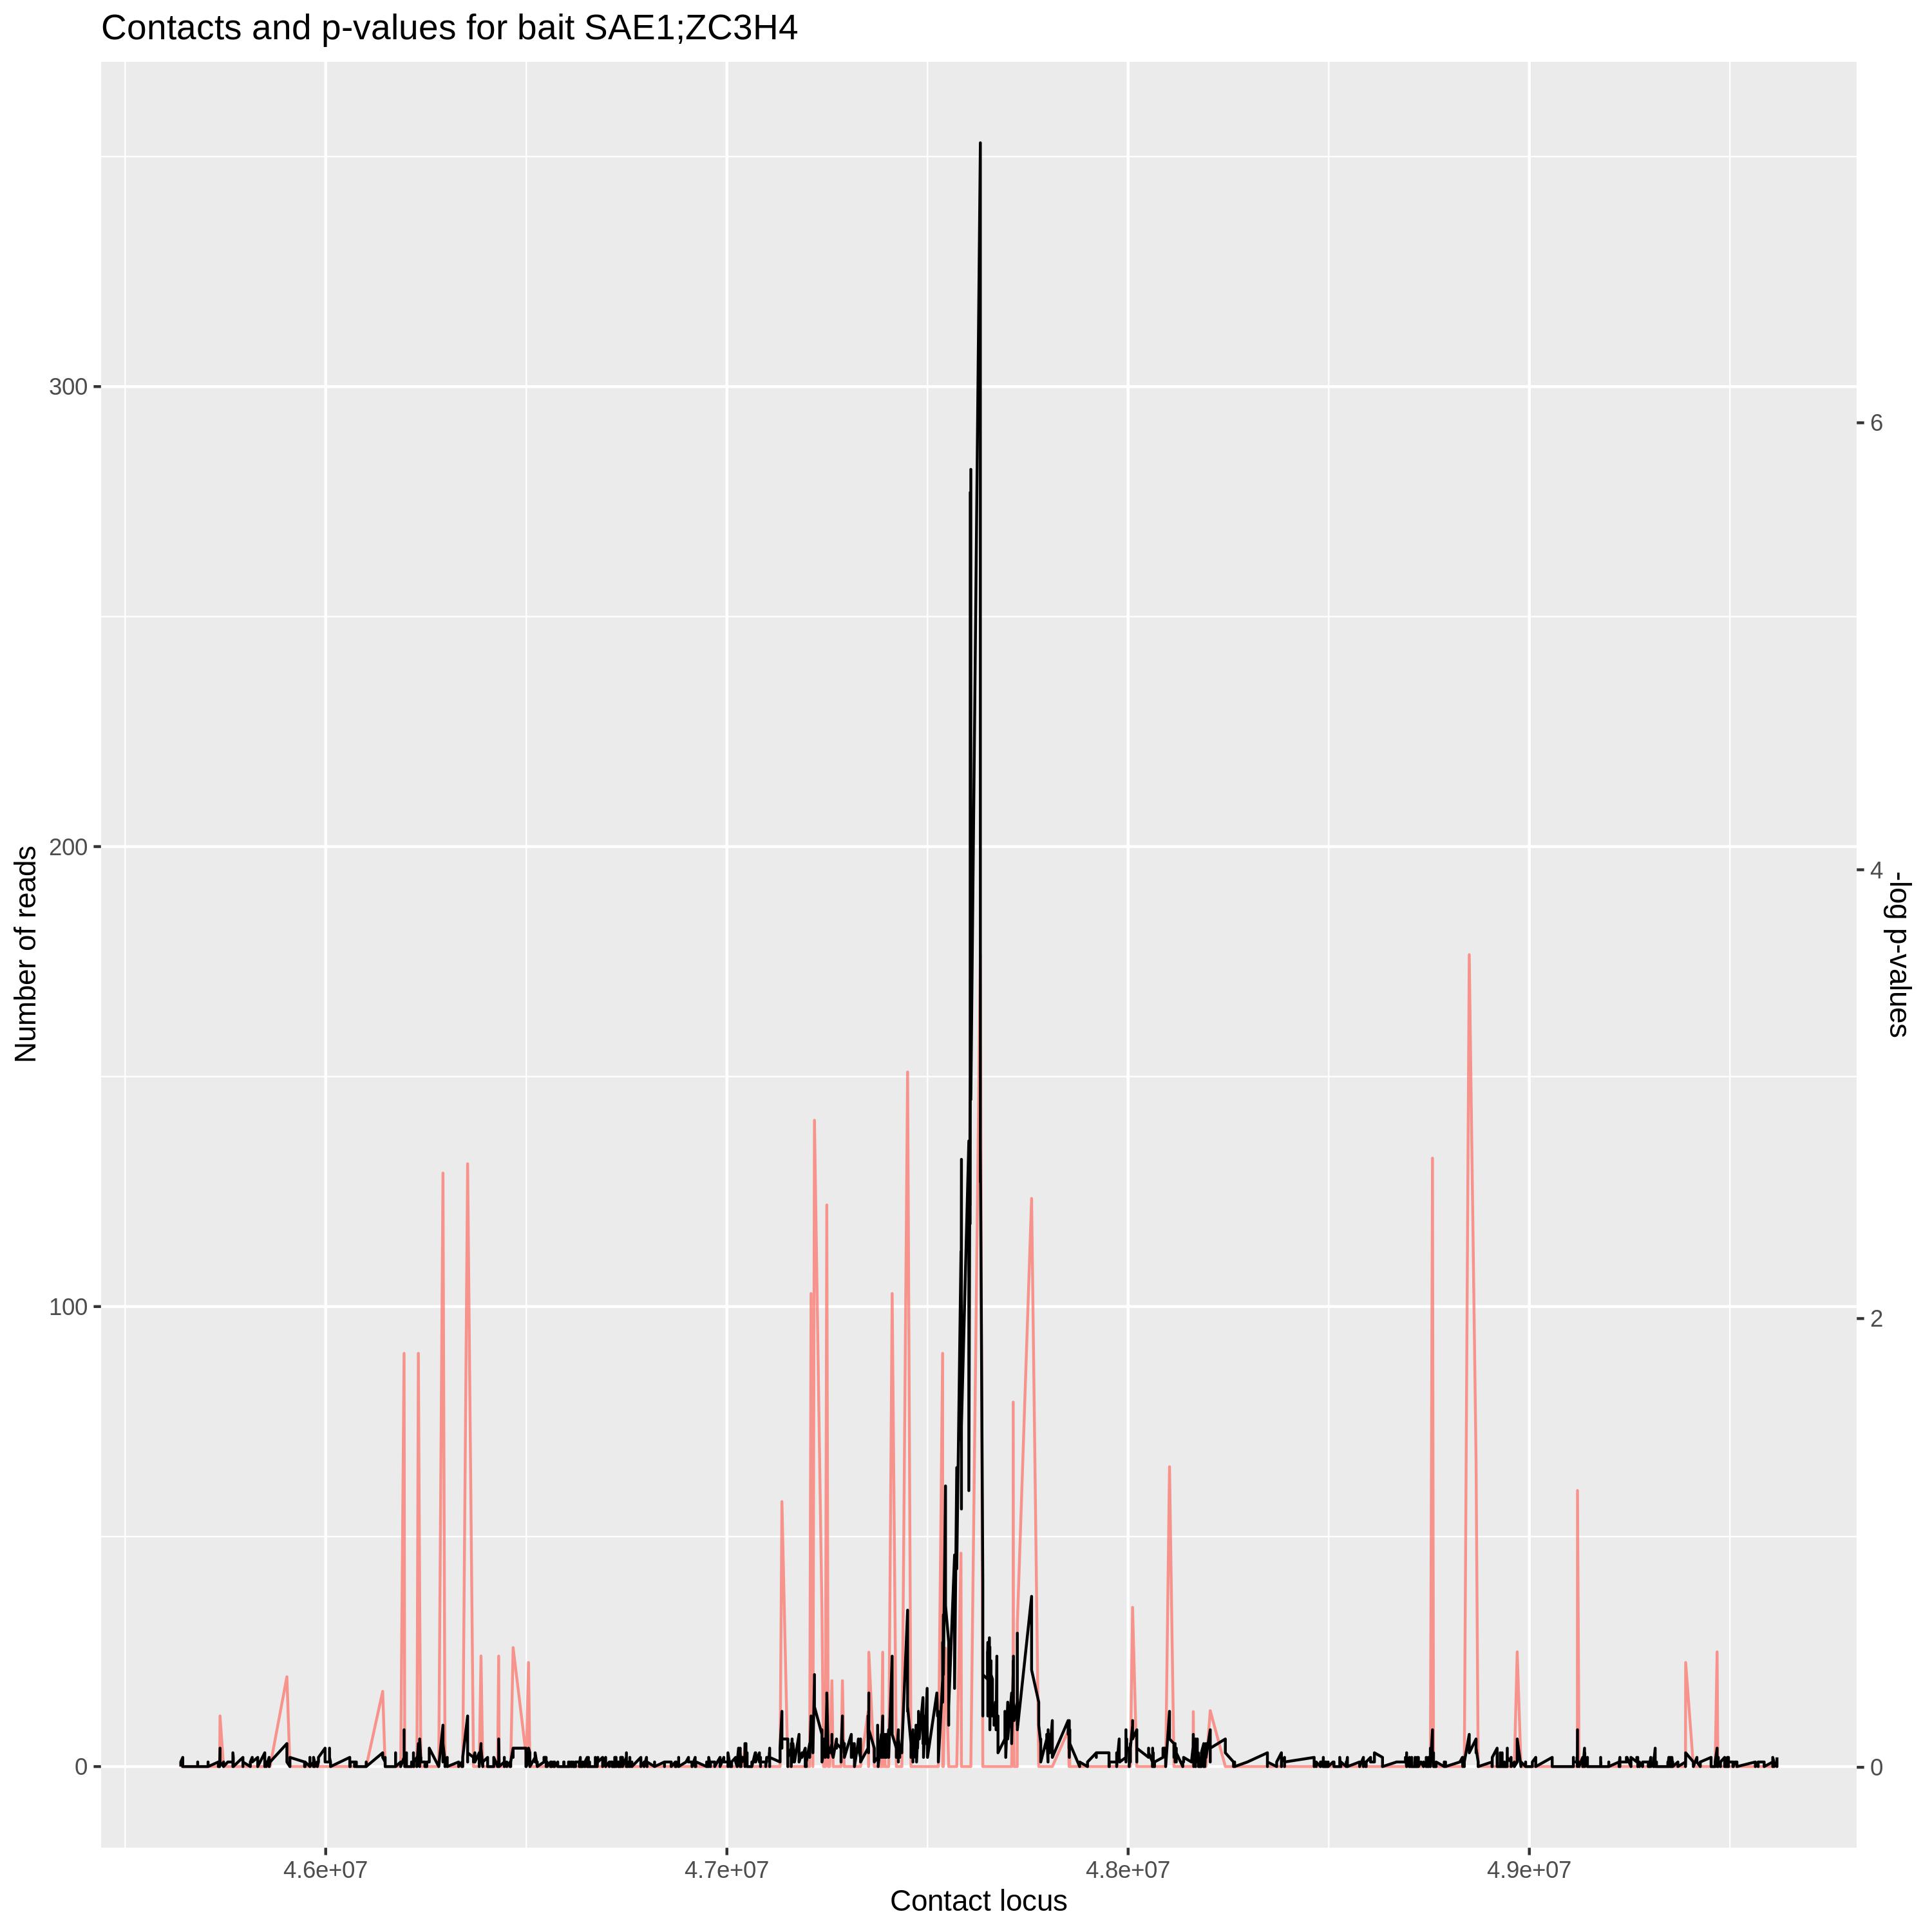 Contacts and p-values for bait SAE1;ZC3H4
Number of reads
300
200
100
0
6
4
2
0
-log p-values
4.6e+07
4.7e+07
4.8e+07
4.9e+07
Contact locus